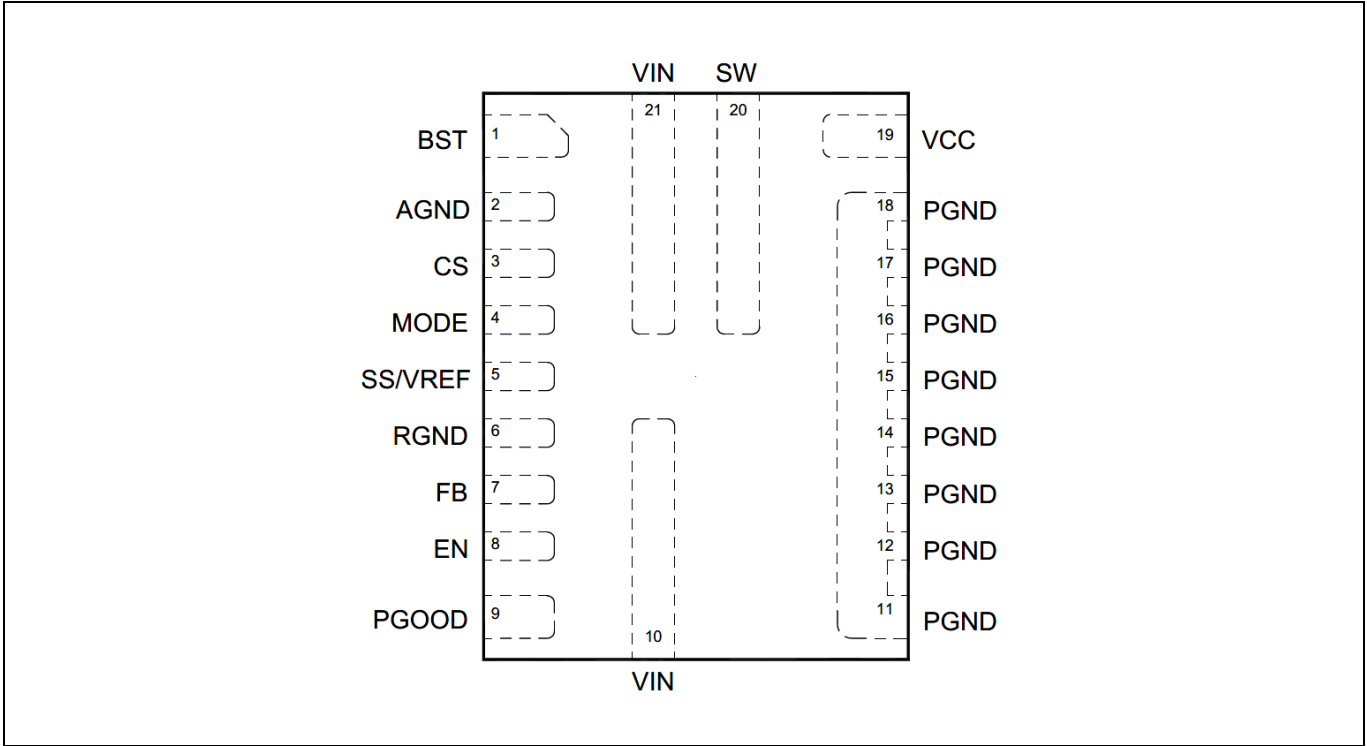 VIN SW
21 20
BST 1 19 VCC
AGND 2 18 PGND
CS 3 17 PGND
MODE 4 16 PGND
SS/VREF 5 15 PGND
RGND 6 14 PGND
FB 7 13 PGND
EN 8 12 PGND
PGOOD 9 11 PGND
10
VIN